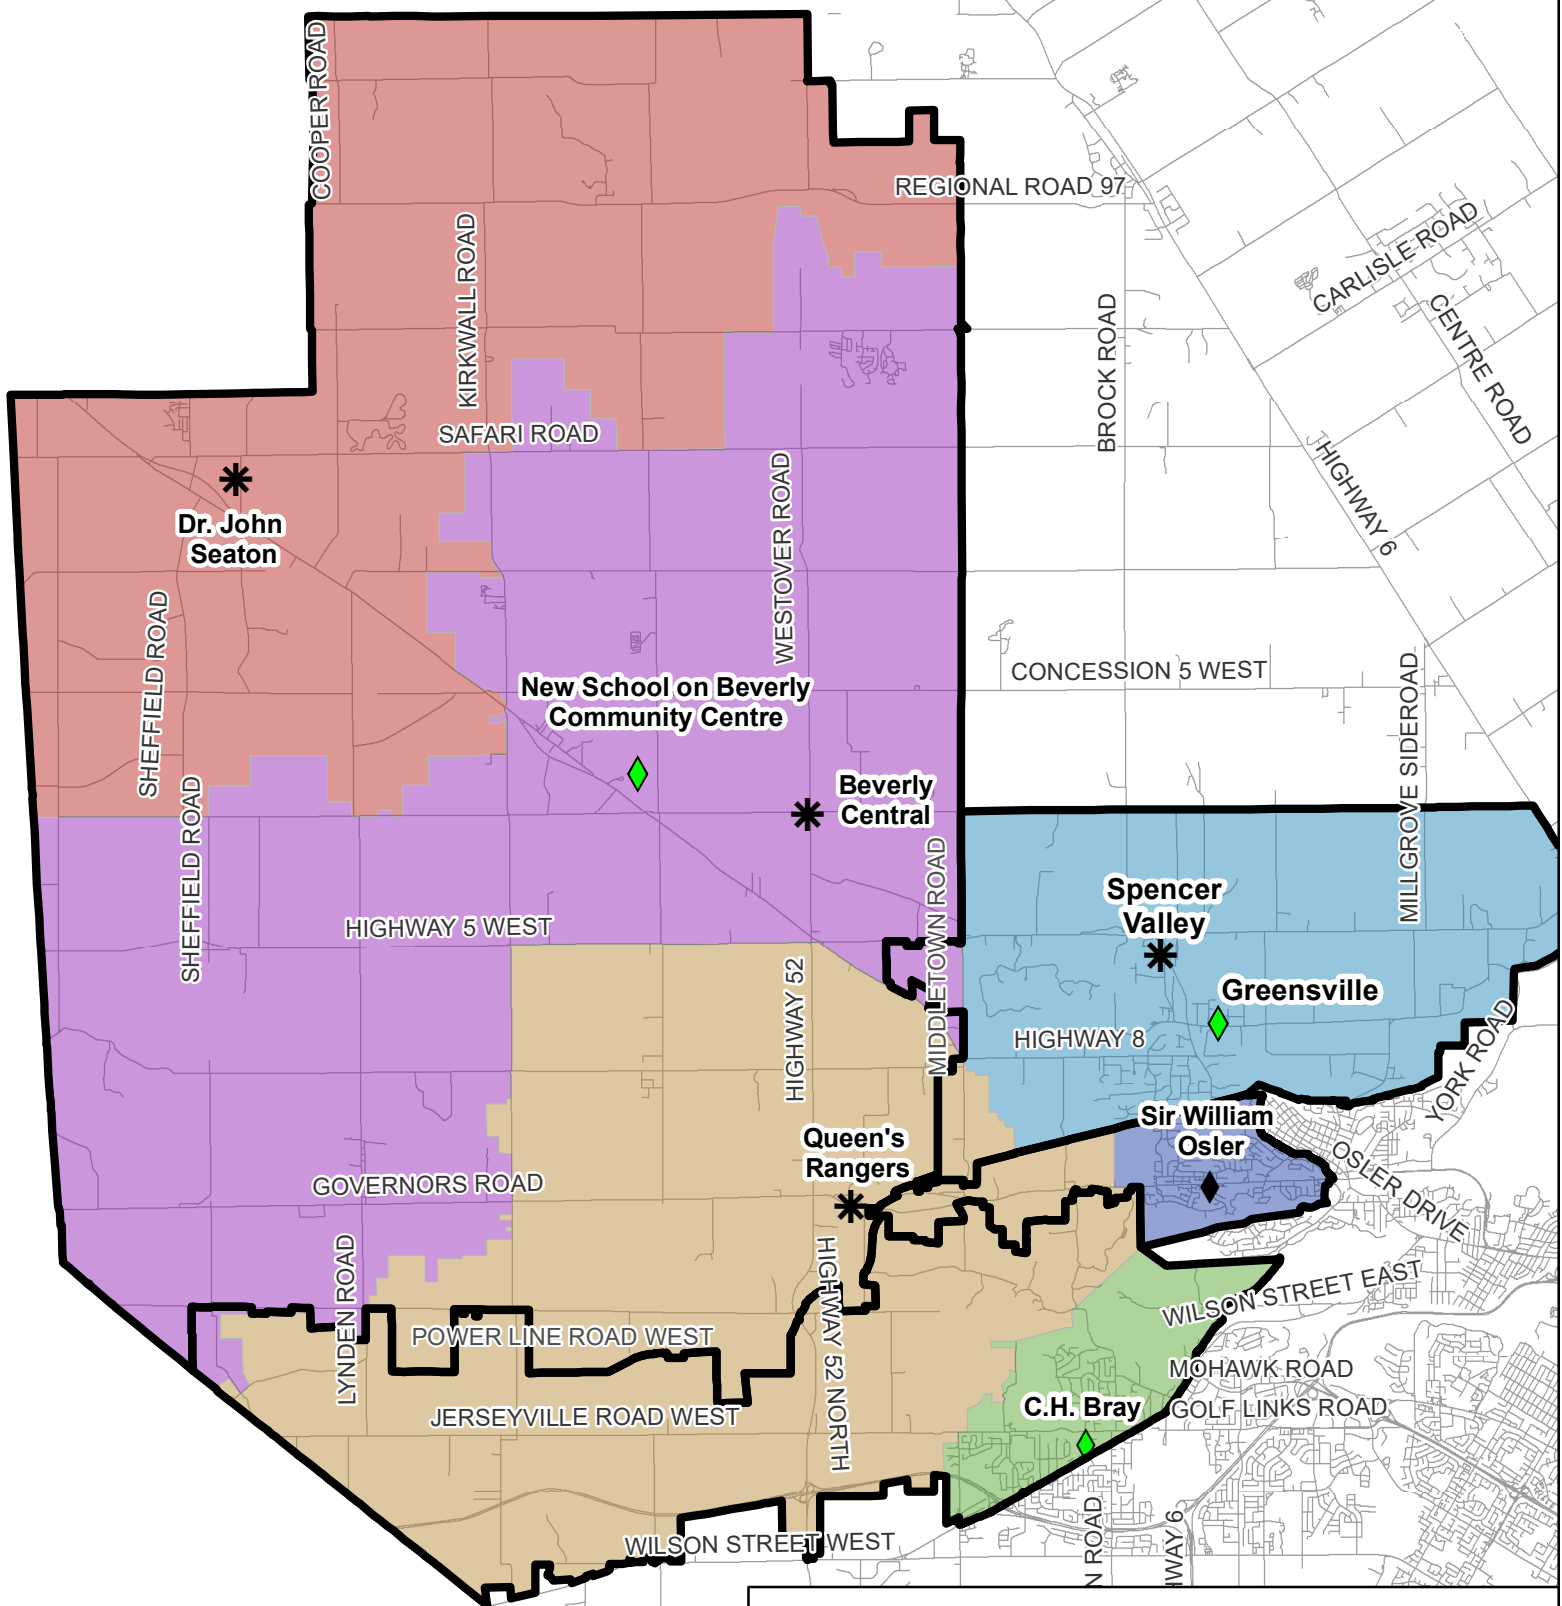 COOPER ROAD
REGIONAL ROAD 97
KIRKWALL ROAD
CARLISLE ROAD
CENTRE ROAD
BROCK ROAD
SAFARI ROAD
HIGHWAY 6
Dr. John
Seaton
WESTOVER ROAD
SHEFFIELD ROAD
CONCESSION 5 WEST
MILLGROVE SIDEROAD
New School on Beverly
Community Centre
Beverly
Central
SHEFFIELD ROAD
HIGHWAY 5 WEST
MIDDLETOWN ROAD
Spencer
Valley
HIGHWAY 52
Greensville
HIGHWAY 8
YORK ROAD
Sir William
Osler
Queen's
Rangers
OSLER DRIVE
GOVERNORS ROAD
LYNDEN ROAD
HIGHWAY 52 NORTH
WILSON STREET EAST
POWER LINE ROAD WEST
MOHAWK ROAD
C.H. Bray
GOLF LINKS ROAD
JERSEYVILLE ROAD WEST
WILSON STREET WEST
N ROAD
HWAY 6